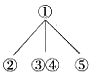 ①
② ③④ ⑤